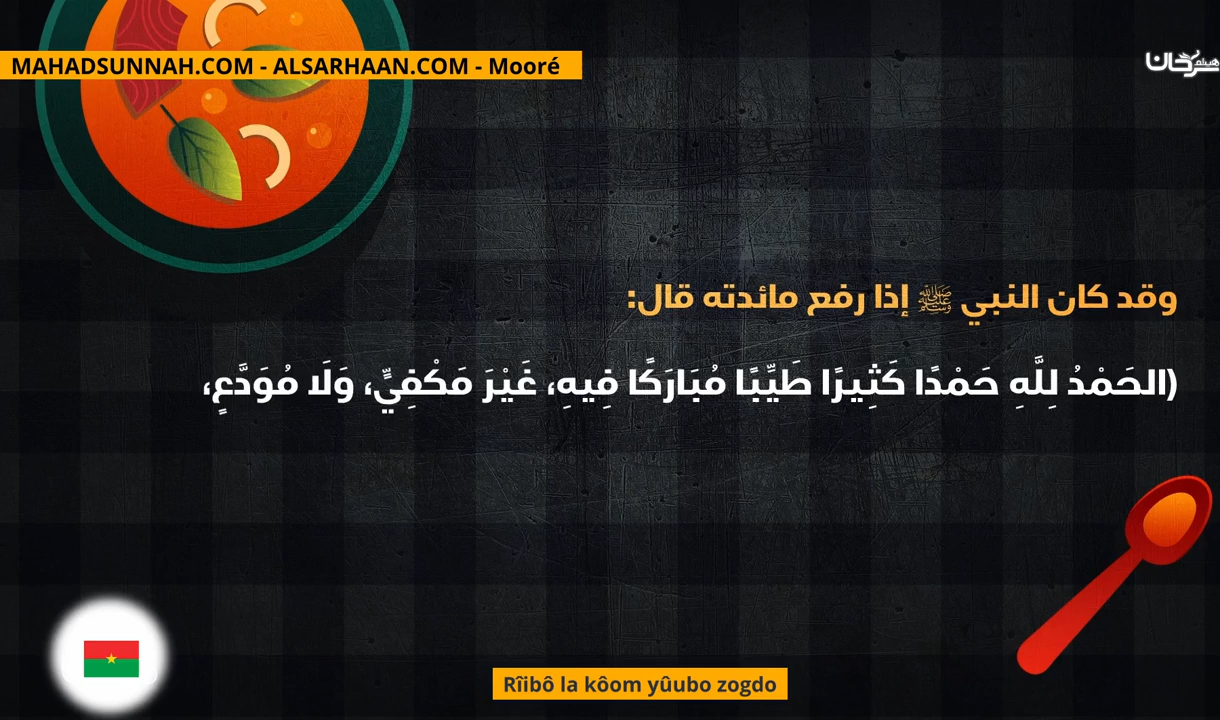 MAHADSUNNAH.COM - ALSARHAAN.COM - Mooré
وقد كان النبي ﷺ إذا رفع مائدته قال:
(الحَمْدُ لِلَّهِ حَمْدًا كَثِيرًا طَيِّبًا مُبَارَكًا فِيهِ، غَيْرَ مَكْفِيٍّ، وَلَا مُوَدَّعٍ،
Rîibô la kôom yûubo zogdo